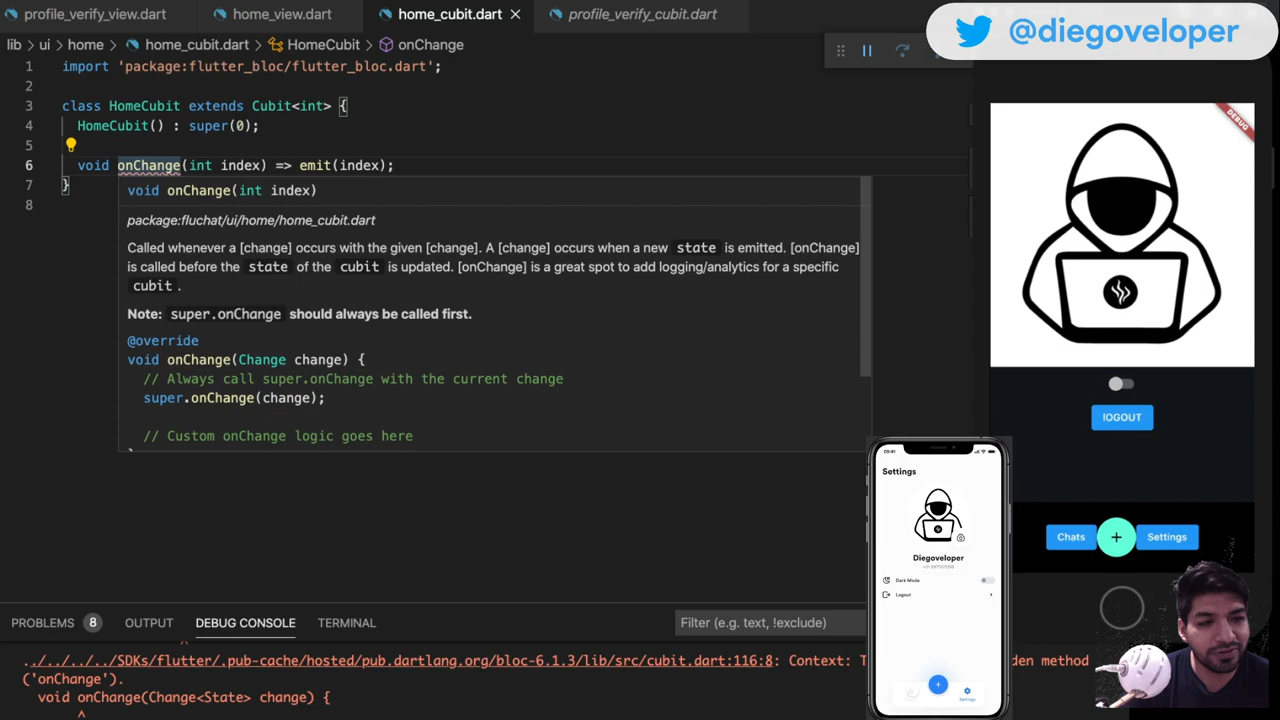 profile_verify_view.dart
home_view.dart
home_cubit.dart
profile_verify_cubit.dart
@diegoveloper
lib > ui > home > home_cubit.dart > HomeCubit > onChange
1 import 'package:flutter_bloc/flutter_bloc.dart';
2
3 class HomeCubit extends Cubit<int> {
4 HomeCubit() : super(0);
5
6 void onChange(int index) => emit(index);
7 }
8
void onChange(int index)
package:fluchat/ui/home/home_cubit.dart
Called whenever a [change] occurs with the given [change]. A [change] occurs when a new state is emitted. [onChange]
is called before the state of the cubit is updated. [onChange] is a great spot to add logging/analytics for a specific
cubit .
Note: super.onChange should always be called first.
@override
void onChange(Change change) {
// Always call super.onChange with the current change
super.onChange(change);
// Custom onChange logic goes here
DEBUG
lOGOUT
Chats
+
Settings
09:41
Settings
Diegoveloper
Dark Mode
Logout
+
Settings
PROBLEMS 8
OUTPUT
DEBUG CONSOLE
TERMINAL
Filter (e.g. text, !exclude)
../../../../SDKs/flutter/.pub-cache/hosted/pub.dartlang.org/bloc-6.1.3/lib/src/cubit.dart:116:8: Context: T
den method
('onChange').
void onChange(Change<State> change) {
^